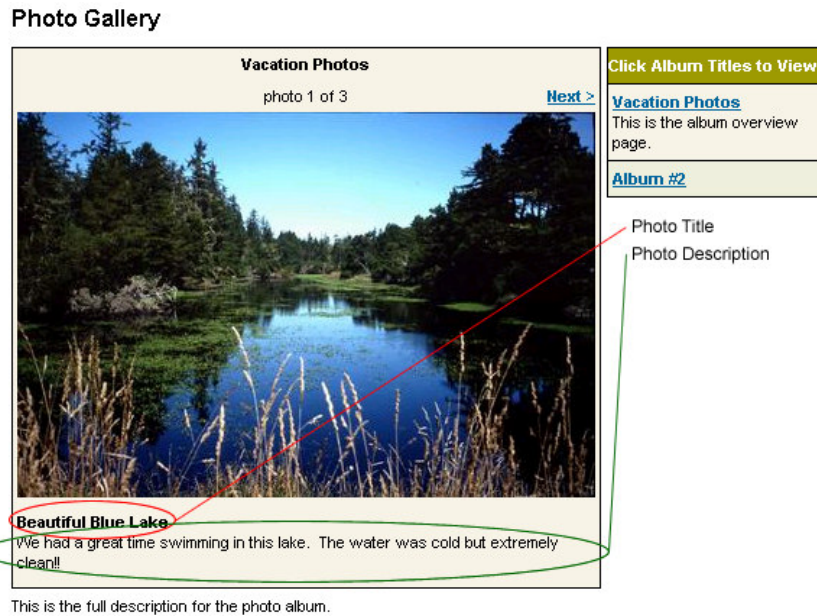 Photo Gallery
Vacation Photos
photo 1 of 3
Next >
Beautiful Blue Lake
We had a great time swimming in this lake.  The water was cold but extremely
clean!!
This is the full description for the photo album.
Click Album Titles to View
Vacation Photos
This is the album overview
page.
Album #2
Photo Title
Photo Description